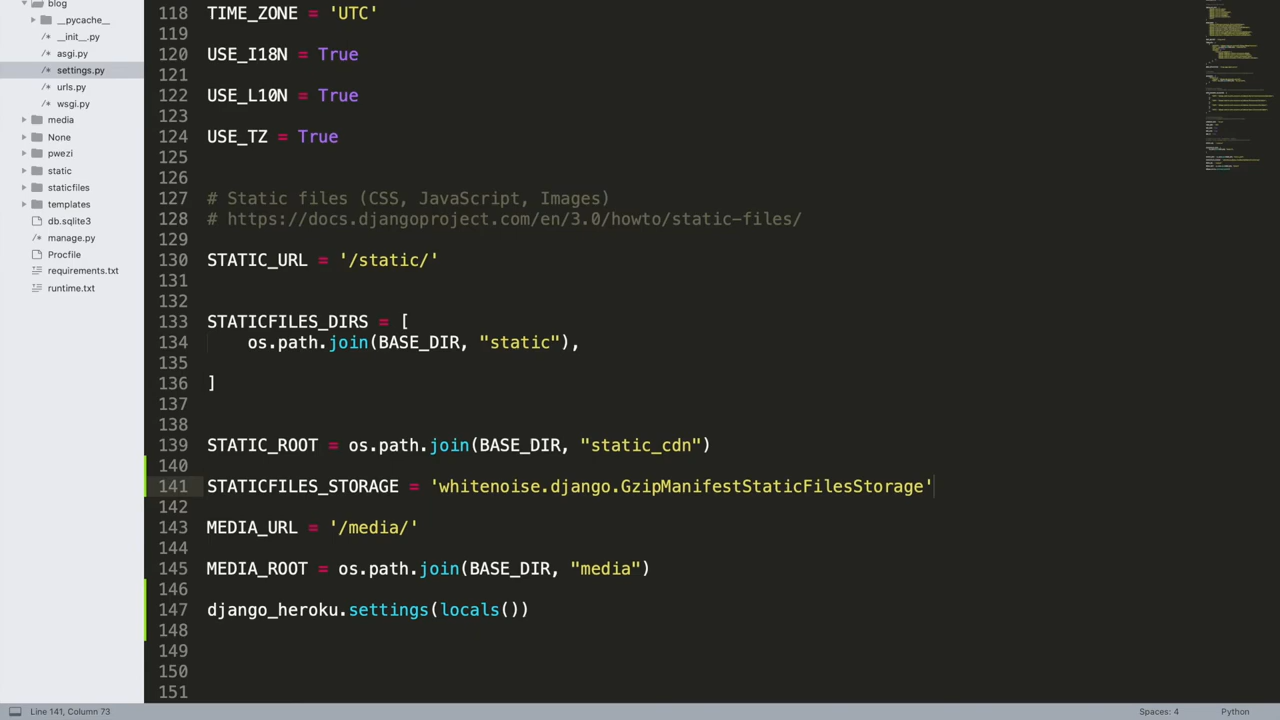 blog
__pycache__
__init__.py
asgi.py
settings.py
urls.py
wsgi.py
media
None
pwezi
static
staticfiles
templates
db.sqlite3
manage.py
Procfile
requirements.txt
runtime.txt
118 TIME_ZONE = 'UTC'
119
120 USE_I18N = True
121
122 USE_L10N = True
123
124 USE_TZ = True
125
126
127 # Static files (CSS, JavaScript, Images)
128 # https://docs.djangoproject.com/en/3.0/howto/static-files/
129
130 STATIC_URL = '/static/'
131
132
133 STATICFILES_DIRS = [
134 os.path.join(BASE_DIR, "static"),
135
136 ]
137
138
139 STATIC_ROOT = os.path.join(BASE_DIR, "static_cdn")
140
141 STATICFILES_STORAGE = 'whitenoise.django.GzipManifestStaticFilesStorage'
142
143 MEDIA_URL = '/media/'
144
145 MEDIA_ROOT = os.path.join(BASE_DIR, "media")
146
147 django_heroku.settings(locals())
148
149
150
151
Line 141, Column 73
Spaces: 4
Python